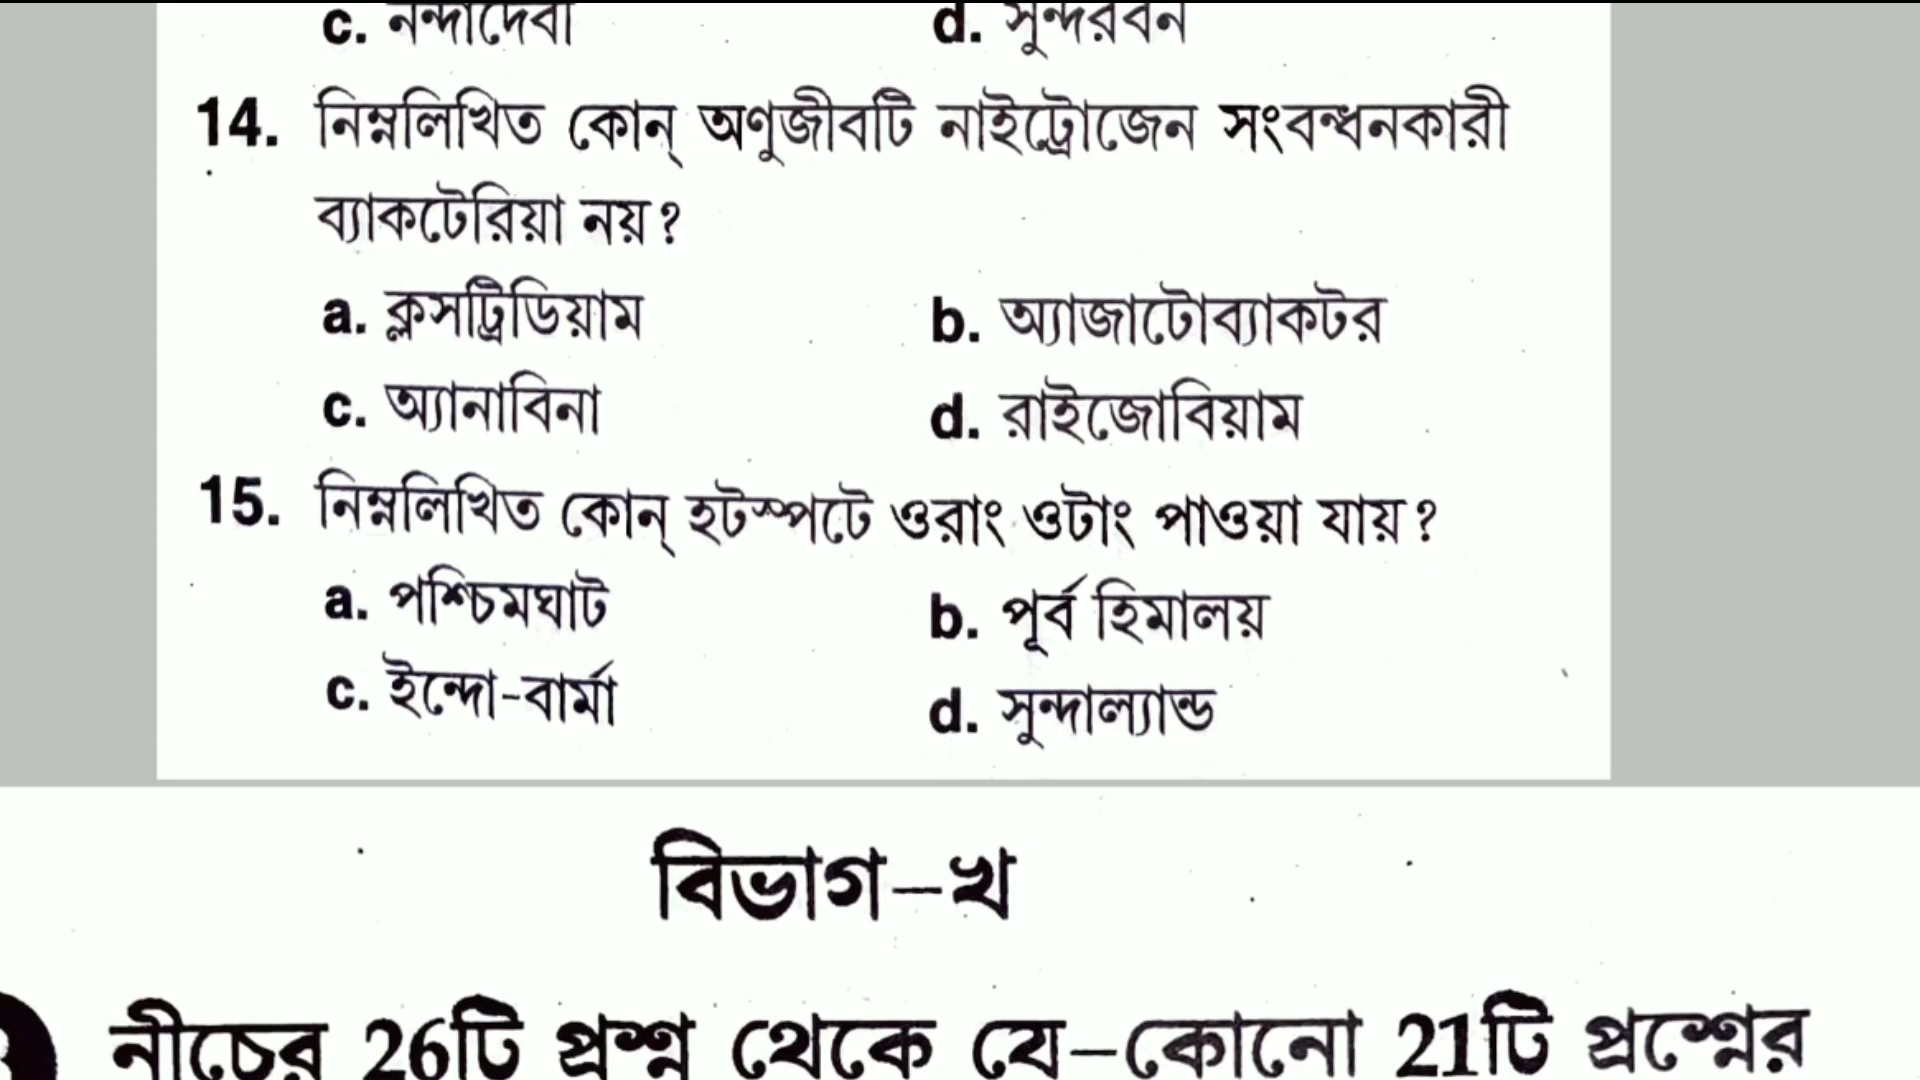 c. নন্দাদেবী d. সুন্দরবন
14. নিম্নলিখিত কোন্ অণুজীবটি নাইট্রোজেন সংবন্ধনকারী
ব্যাকটেরিয়া নয়?
a. ক্লসট্রিডিয়াম b. অ্যাজাটোব্যাকটর
c. অ্যানাবিনা d. রাইজোবিয়াম
15. নিম্নলিখিত কোন্ হটস্পটে ওরাং ওটাং পাওয়া যায়?
a. পশ্চিমঘাট b. পূর্ব হিমালয়
c. ইন্দো-বার্মা d. সুন্দাল্যান্ড
বিভাগ-খ
নীচের 26টি প্রশ্ন থেকে যে-কোনো 21টি প্রশ্নের